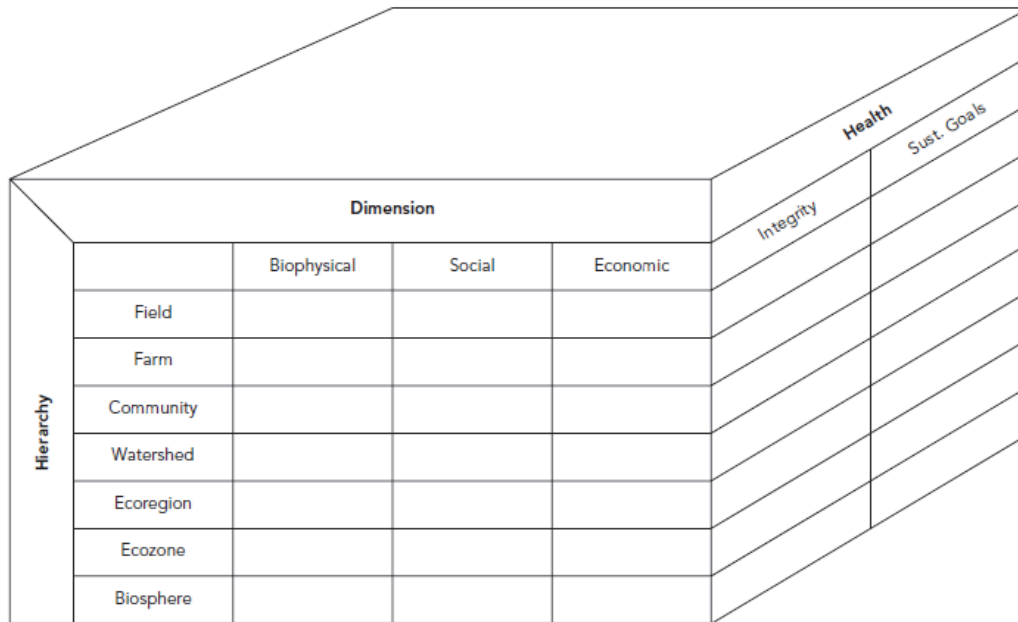 Health
Sust. Goals
Dimension
Integrity
Biophysical Social Economic
Hierarchy
Field
Farm
Community
Watershed
Ecoregion
Ecozone
Biosphere